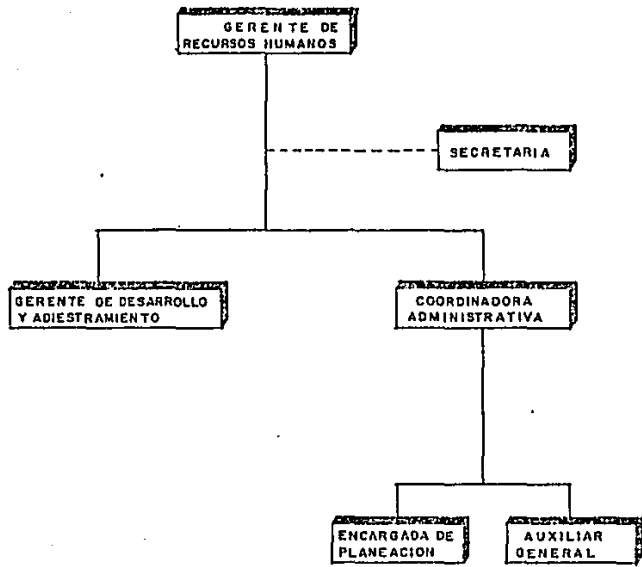 GERENTE DE
RECURSOS HUMANOS
SECRETARIA
GERENTE DE DESARROLLO
Y ADIESTRAMIENTO
COORDINADORA
ADMINISTRATIVA
ENCARGADA DE
PLANEACION
AUXILIAR
GENERAL